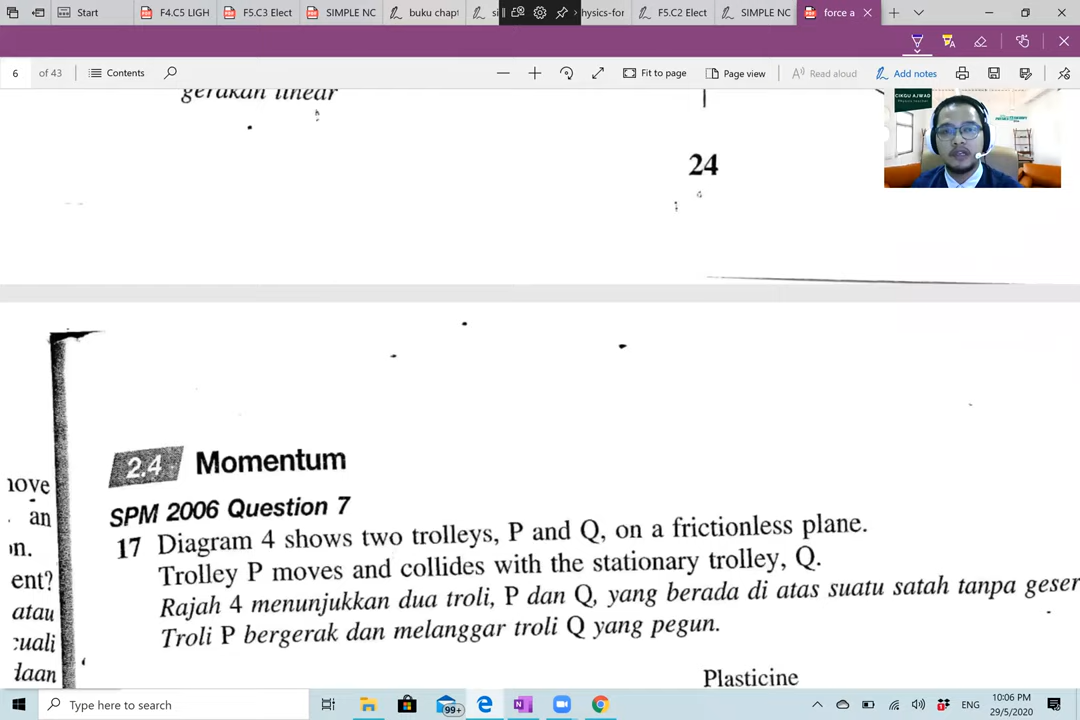 Start
F4.C5 LIGH
F5.C3 Elect
SIMPLE NC
buku chapt
hysics-for
F5.C2 Elect
SIMPLE NC
force a
6 of 43
Contents
Fit to page
Page view
Read aloud
Add notes
gerakan linear
24
CIKGU AJWAD
2.4 Momentum
SPM 2006 Question 7
17 Diagram 4 shows two trolleys, P and Q, on a frictionless plane.
Trolley P moves and collides with the stationary trolley, Q.
Rajah 4 menunjukkan dua troli, P dan Q, yang berada di atas suatu satah tanpa geser
Troli P bergerak dan melanggar troli Q yang pegun.
Plasticine
nove
an
on.
ent?
atau
cuali
daan
Type here to search
99+
ENG
10:06 PM
29/5/2020